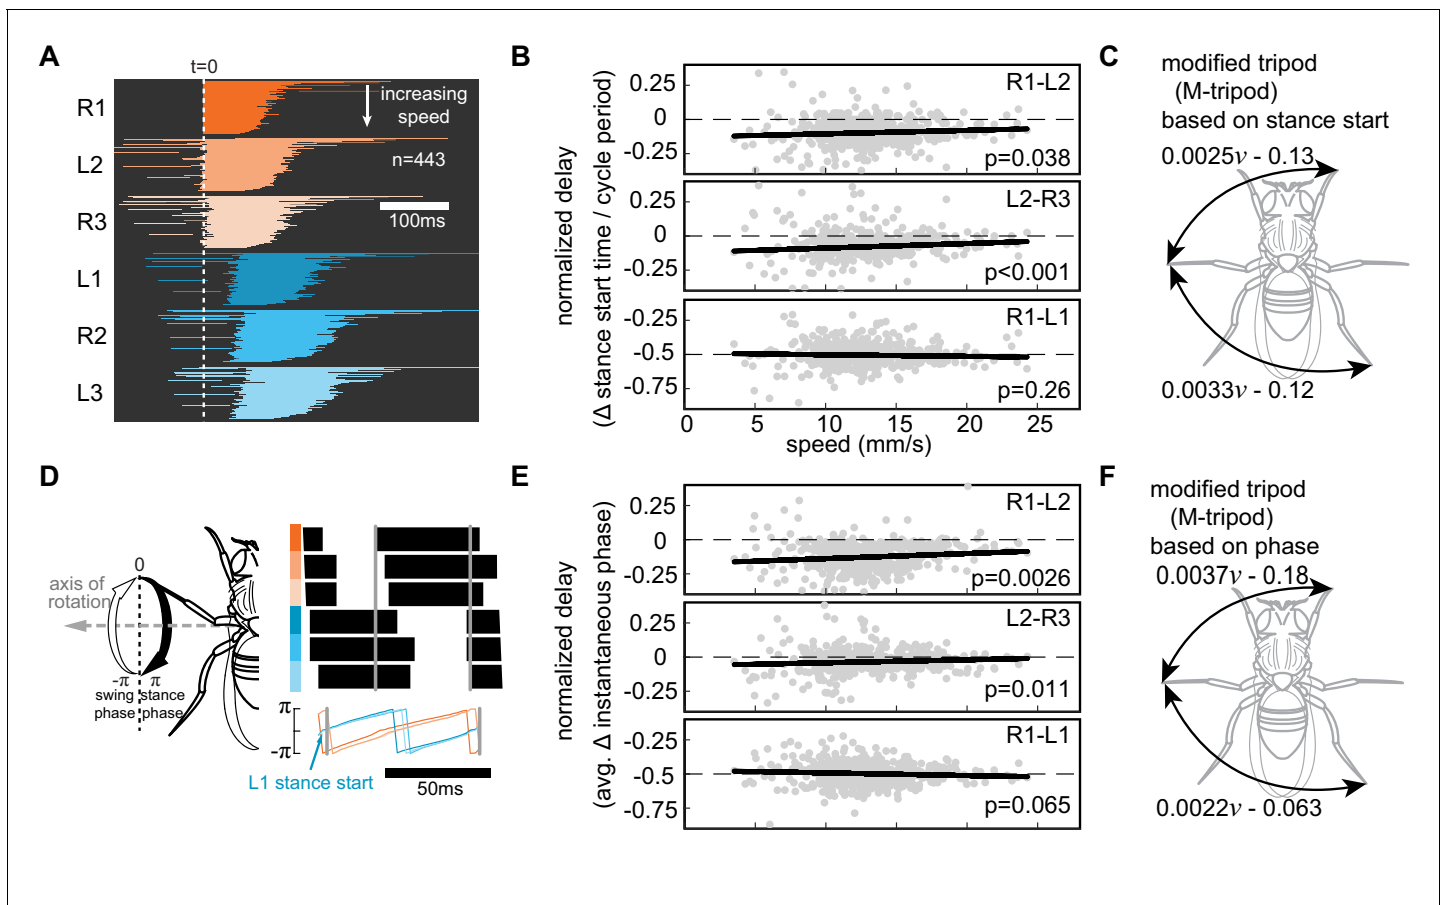 A
t=0
R1
L2
R3
L1
R2
L3
increasing
speed
n=443
100ms
B
normalized delay
(Δ stance start time / cycle period)
0.25
0
-0.25
R1-L2
p=0.038
0.25
0
-0.25
L2-R3
p<0.001
-0.25
-0.5
-0.75
R1-L1
p=0.26
0 5 10 15 20 25
speed (mm/s)
C
modified tripod
(M-tripod)
based on stance start
0.0025v - 0.13
0.0033v - 0.12
D
0
axis of
rotation
-π π
swing stance
phase phase
π
-π
L1 stance start
50ms
E
normalized delay
(avg. Δ instantaneous phase)
0.25
0
-0.25
R1-L2
p=0.0026
0.25
0
-0.25
L2-R3
p=0.011
-0.25
-0.5
-0.75
R1-L1
p=0.065
F
modified tripod
(M-tripod)
based on phase
0.0037v - 0.18
0.0022v - 0.063